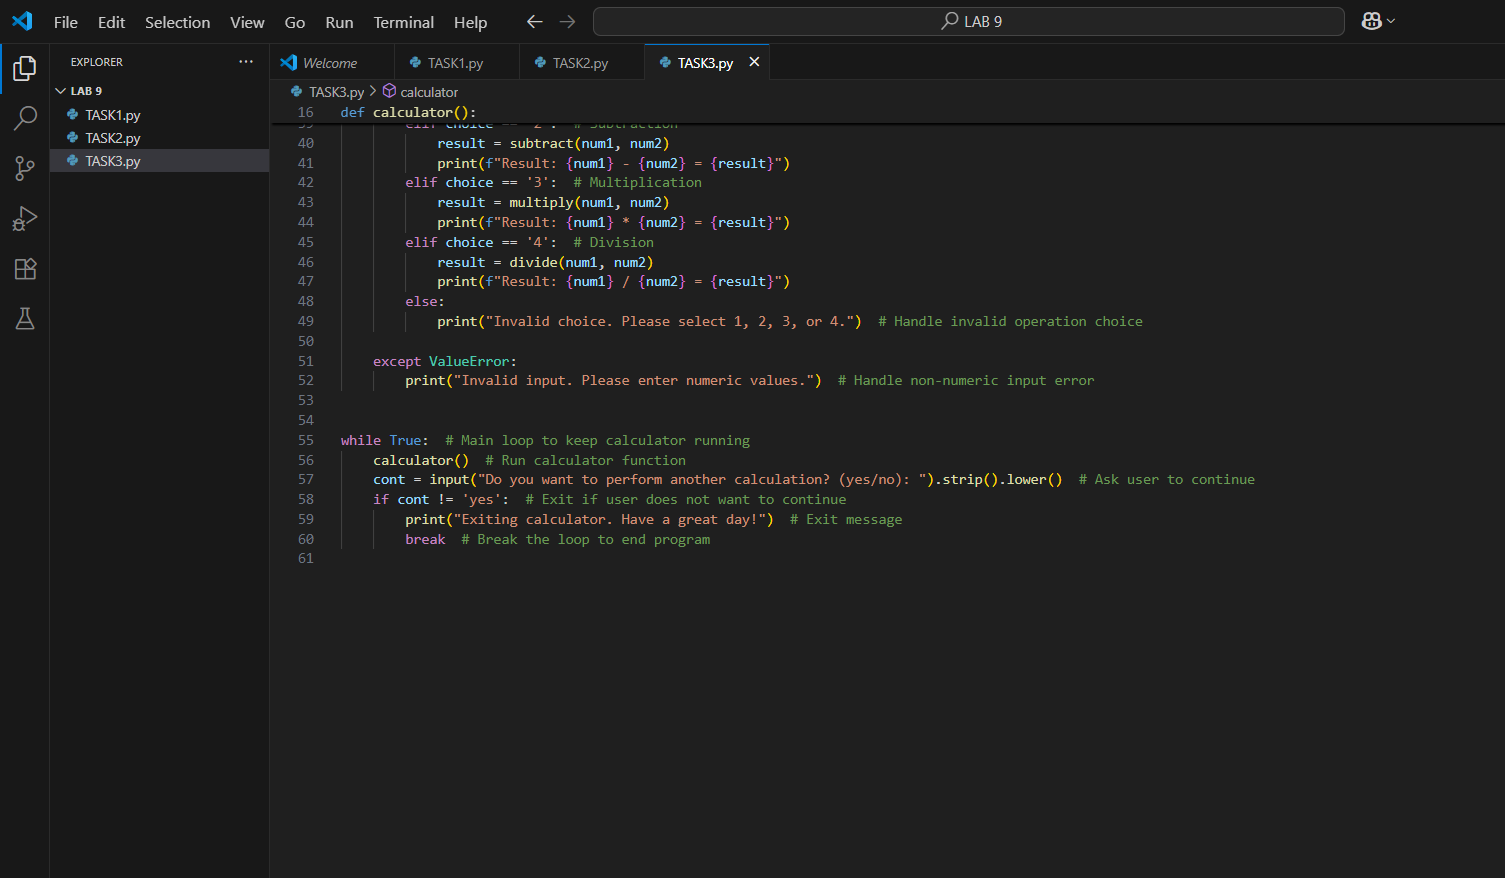 File Edit Selection View Go Run Terminal Help
LAB 9
EXPLORER
LAB 9
TASK1.py
TASK2.py
TASK3.py
Welcome
TASK1.py
TASK2.py
TASK3.py
TASK3.py > calculator
16 def calculator():
39 elif choice == '2': # Subtraction
40 result = subtract(num1, num2)
41 print(f"Result: {num1} - {num2} = {result}")
42 elif choice == '3': # Multiplication
43 result = multiply(num1, num2)
44 print(f"Result: {num1} * {num2} = {result}")
45 elif choice == '4': # Division
46 result = divide(num1, num2)
47 print(f"Result: {num1} / {num2} = {result}")
48 else:
49 print("Invalid choice. Please select 1, 2, 3, or 4.") # Handle invalid operation choice
50
51 except ValueError:
52 print("Invalid input. Please enter numeric values.") # Handle non-numeric input error
53
54
55 while True: # Main loop to keep calculator running
56 calculator() # Run calculator function
57 cont = input("Do you want to perform another calculation? (yes/no): ").strip().lower() # Ask user to continue
58 if cont != 'yes': # Exit if user does not want to continue
59 print("Exiting calculator. Have a great day!") # Exit message
60 break # Break the loop to end program
61